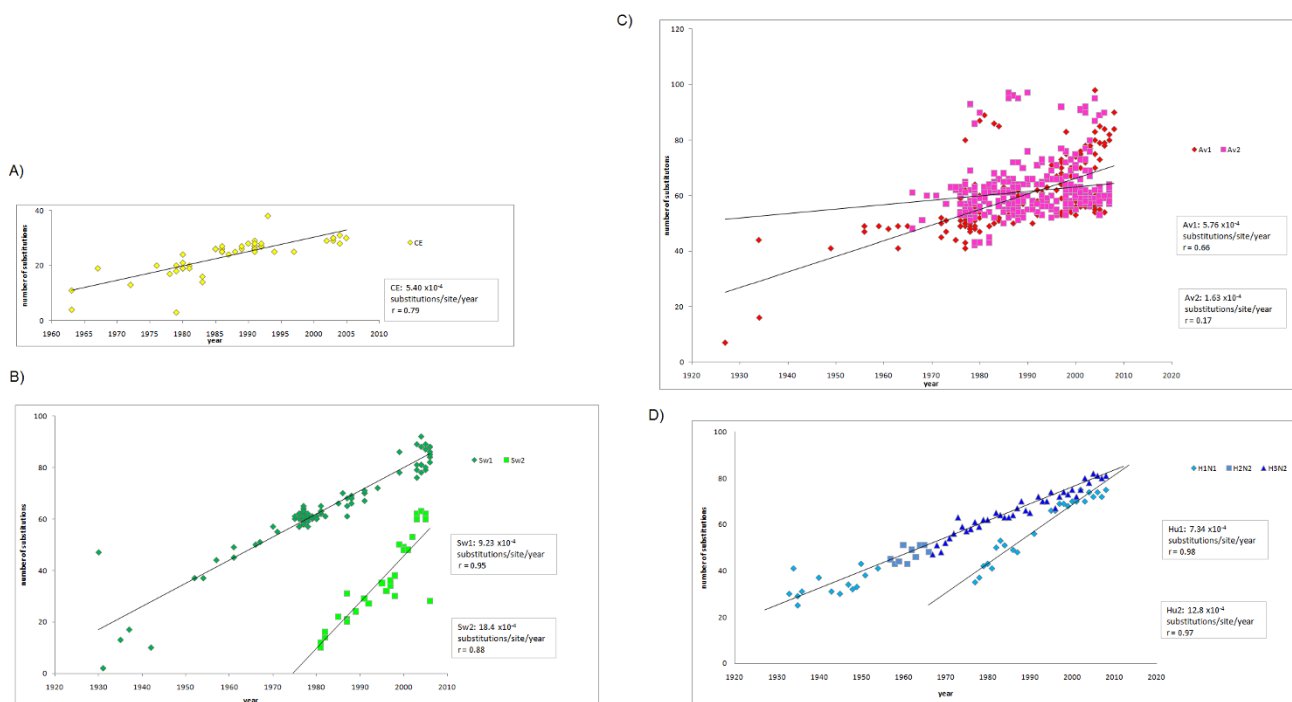 A)
number of substitutions
40
30
20
10
0
1960 1965 1967 1970 1975 1980 1985 1990 1995 2000 2005 2010
year
CE
CE: 5.40 x10-4
substitutions/site/year
r = 0.79
B)
number of substitutions
100
80
60
40
20
0
1920 1930 1940 1950 1960 1970 1980 1990 2000 2010
year
Sw1 Sw2
Sw1: 9.23 x10-4
substitutions/site/year
r = 0.95
Sw2: 18.4 x10-4
substitutions/site/year
r = 0.88
C)
number of substitutons
120
100
80
60
40
20
0
1920 1930 1940 1950 1960 1970 1980 1990 2000 2010 2020
year
Av1 Av2
Av1: 5.76 x10-4
substitutions/site/year
r = 0.66
Av2: 1.63 x10-4
substitutions/site/year
r = 0.17
D)
number of substitutions
100
80
60
40
20
0
1920 1930 1940 1950 1960 1970 1980 1990 2000 2010 2020
year
H1N1 H2N2 H3N2
Hu1: 7.34 x10-4
substitutions/site/year
r = 0.98
Hu2: 12.8 x10-4
substitutions/site/year
r = 0.97